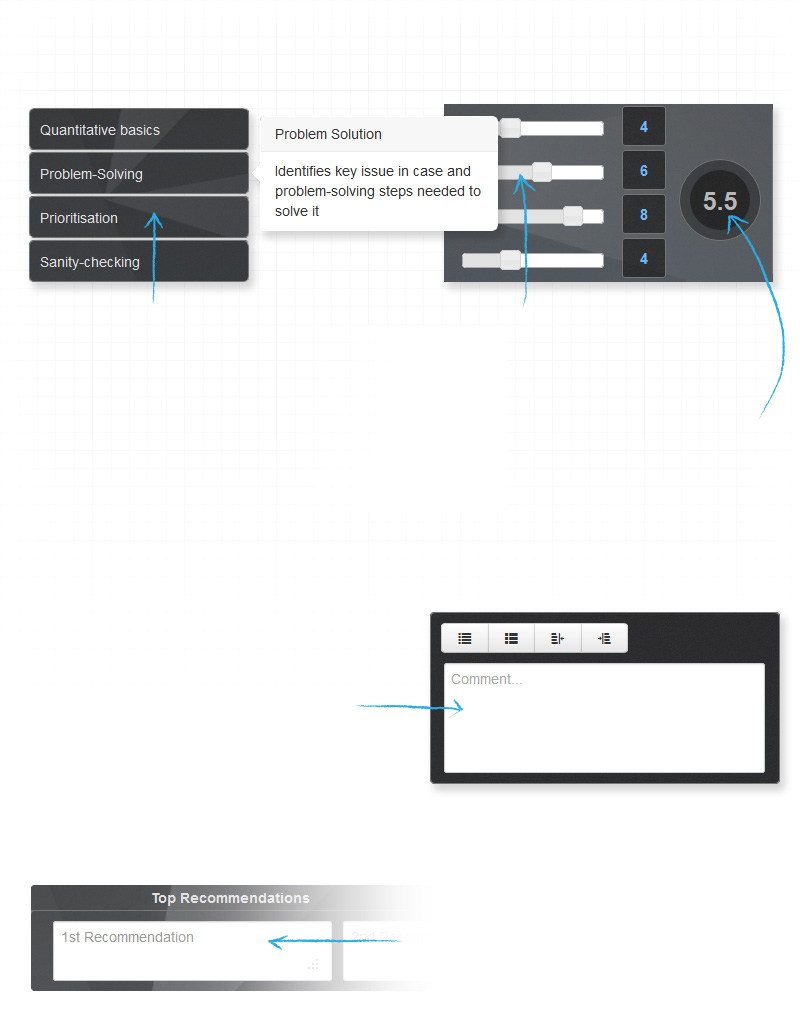 Quantitative basics
Problem-Solving
Prioritisation
Sanity-checking
Problem Solution
Identifies key issue in case and
problem-solving steps needed to
solve it
4
6
8
4
5.5
Comment...
Top Recommendations
1st Recommendation
2nd